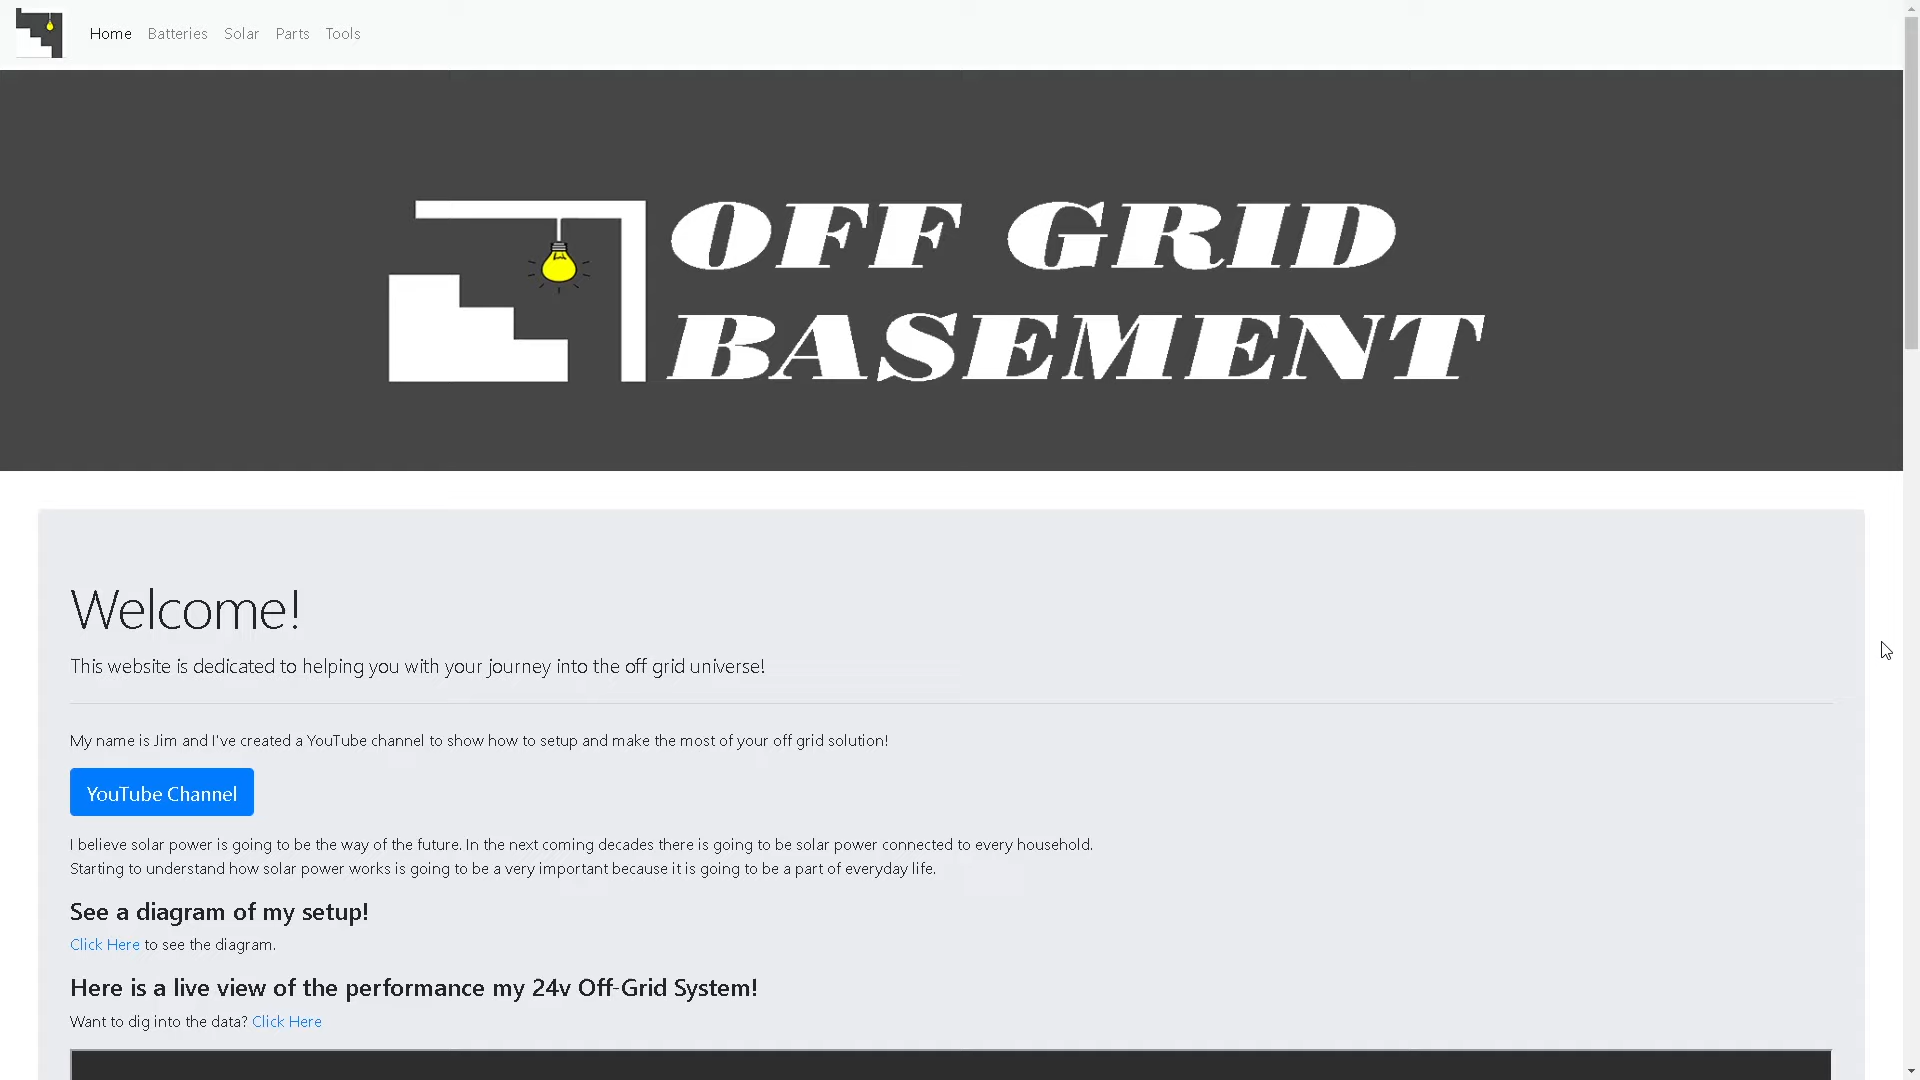 Home Batteries Solar Parts Tools
OFF GRID
BASEMENT
Welcome!
This website is dedicated to helping you with your journey into the off grid universe!
My name is Jim and I've created a YouTube channel to show how to setup and make the most of your off grid solution!
YouTube Channel
I believe solar power is going to be the way of the future. In the next coming decades there is going to be solar power connected to every household.
Starting to understand how solar power works is going to be a very important because it is going to be a part of everyday life.
See a diagram of my setup!
Click Here to see the diagram.
Here is a live view of the performance my 24v Off-Grid System!
Want to dig into the data? Click Here